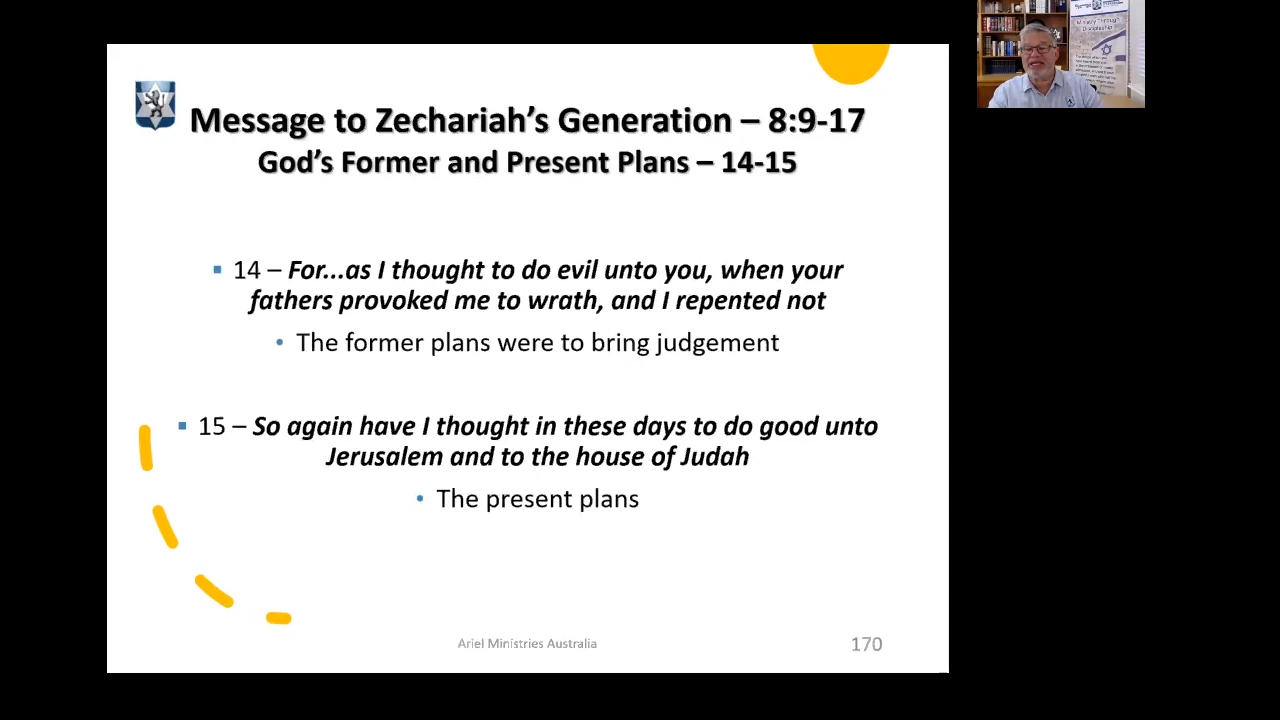 Message to Zechariah's Generation – 8:9-17
God's Former and Present Plans – 14-15
▪ 14 – For...as I thought to do evil unto you, when your
fathers provoked me to wrath, and I repented not
• The former plans were to bring judgement
▪ 15 – So again have I thought in these days to do good unto
Jerusalem and to the house of Judah
• The present plans
Ariel Ministries Australia
170
Ministry Through
Discipleship